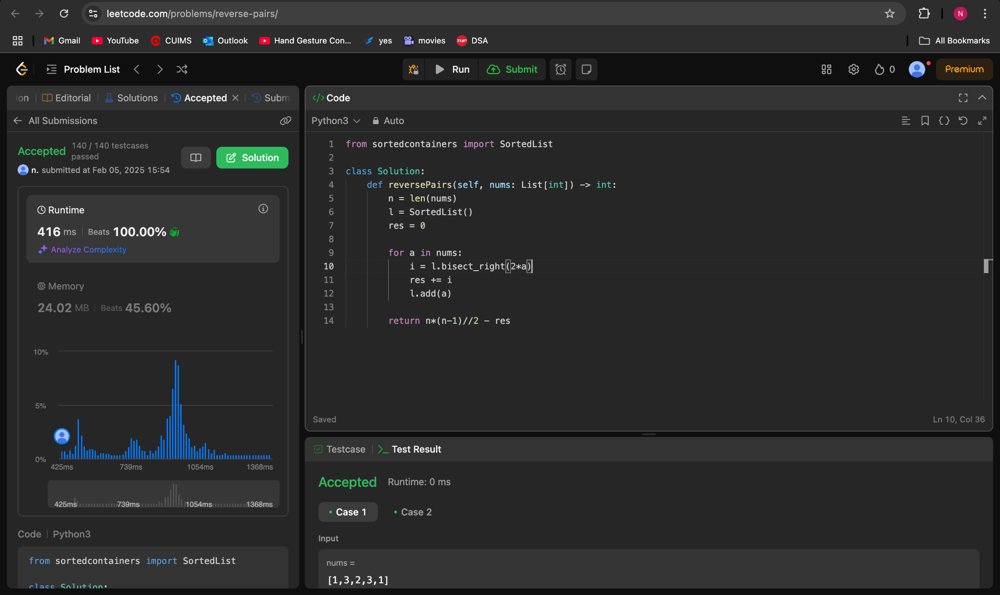 leetcode.com/problems/reverse-pairs/
N
Gmail YouTube CUIMS Outlook Hand Gesture Con... yes movies TUF DSA All Bookmarks
Problem List Run Submit 0 Premium
ion Editorial Solutions Accepted Subm
All Submissions
Accepted 140 / 140 testcases passed
n. submitted at Feb 05, 2025 15:54
Solution
Runtime
416 ms Beats 100.00%
Analyze Complexity
Memory
24.02 MB Beats 45.60%
10%
5%
0%
425ms 739ms 1054ms 1368ms
425ms 739ms 1054ms 1368ms
Code Python3
from sortedcontainers import SortedList
class Solution:
</> Code
Python3 Auto
1 from sortedcontainers import SortedList
2
3 class Solution:
4 def reversePairs(self, nums: List[int]) -> int:
5 n = len(nums)
6 l = SortedList()
7 res = 0
8
9 for a in nums:
10 i = l.bisect_right(2*a)
11 res += i
12 l.add(a)
13
14 return n*(n-1)//2 - res
Saved Ln 10, Col 36
Testcase >_ Test Result
Accepted Runtime: 0 ms
• Case 1 • Case 2
Input
nums =
[1,3,2,3,1]